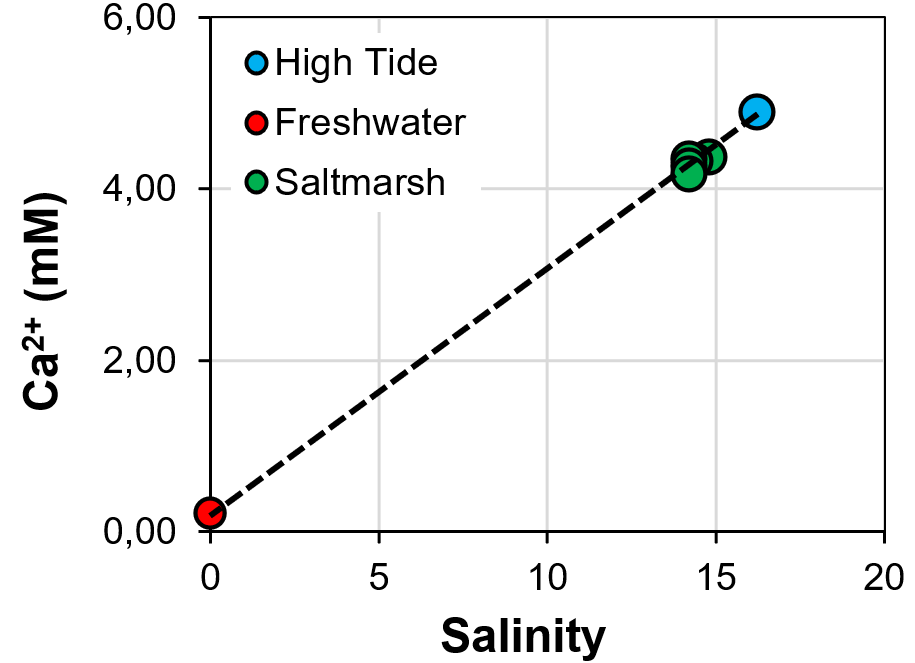 6,00
High Tide
Freshwater
Saltmarsh
4,00
2,00
0,00
Ca²⁺ (mM)
0 5 10 15 20
Salinity